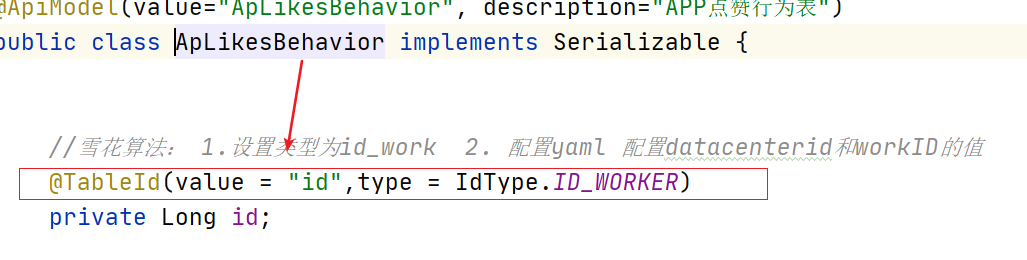 @ApiModel(value="ApLikesBehavior", description="APP点赞行为表")
public class ApLikesBehavior implements Serializable {
//雪花算法： 1.设置类型为id_work 2. 配置yaml 配置datacenterid和workID的值
@TableId(value = "id",type = IdType.ID_WORKER)
private Long id;